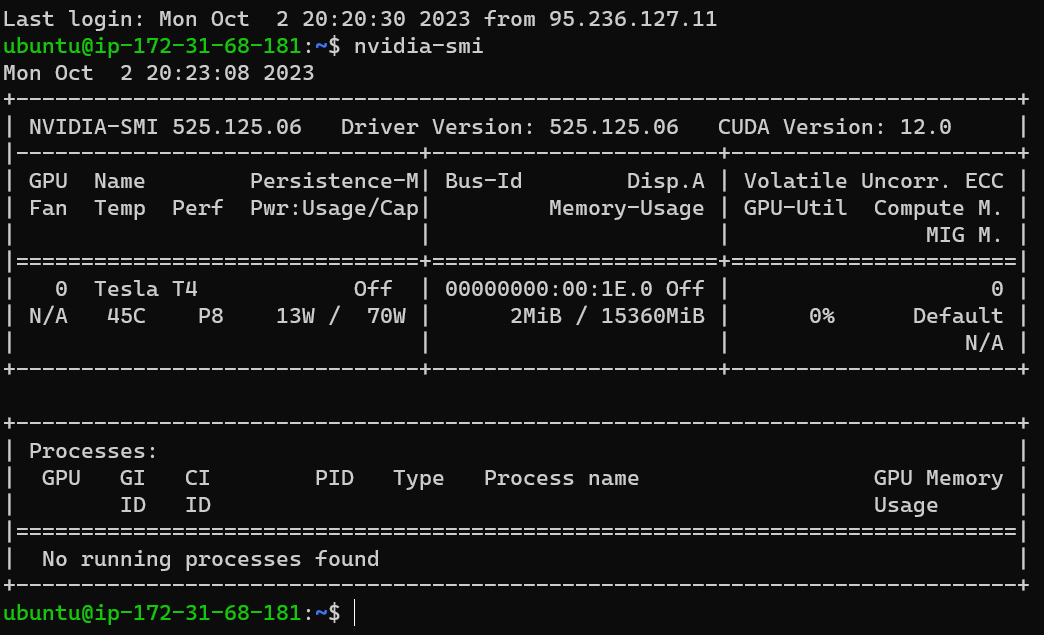 Last login: Mon Oct  2 20:20:30 2023 from 95.236.127.11
ubuntu@ip-172-31-68-181:~$ nvidia-smi
Mon Oct  2 20:23:08 2023
+-----------------------------------------------------------------------------+
| NVIDIA-SMI 525.125.06   Driver Version: 525.125.06   CUDA Version: 12.0     |
|-------------------------------+----------------------+----------------------+
| GPU  Name        Persistence-M| Bus-Id        Disp.A | Volatile Uncorr. ECC |
| Fan  Temp  Perf  Pwr:Usage/Cap|         Memory-Usage | GPU-Util  Compute M. |
|                               |                      |               MIG M. |
|===============================+======================+======================|
|   0  Tesla T4            Off  | 00000000:00:1E.0 Off |                    0 |
| N/A   45C    P8    13W /  70W |      2MiB / 15360MiB |      0%      Default |
|                               |                      |                  N/A |
+-------------------------------+----------------------+----------------------+

+-----------------------------------------------------------------------------+
| Processes:                                                                  |
|  GPU   GI   CI        PID   Type   Process name                  GPU Memory |
|        ID   ID                                                   Usage      |
|=============================================================================|
|  No running processes found                                                 |
+-----------------------------------------------------------------------------+
ubuntu@ip-172-31-68-181:~$